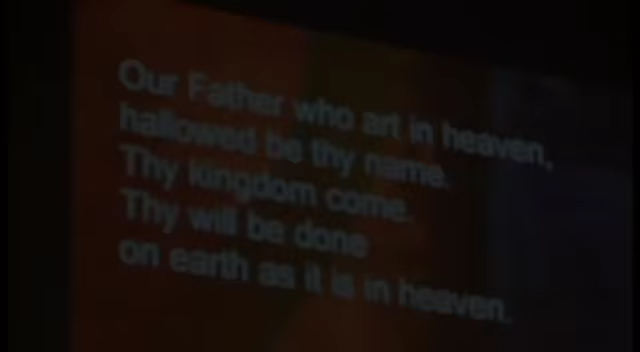 Our Father who art in heaven,
hallowed be thy name.
Thy kingdom come.
Thy will be done
on earth as it is in heaven.